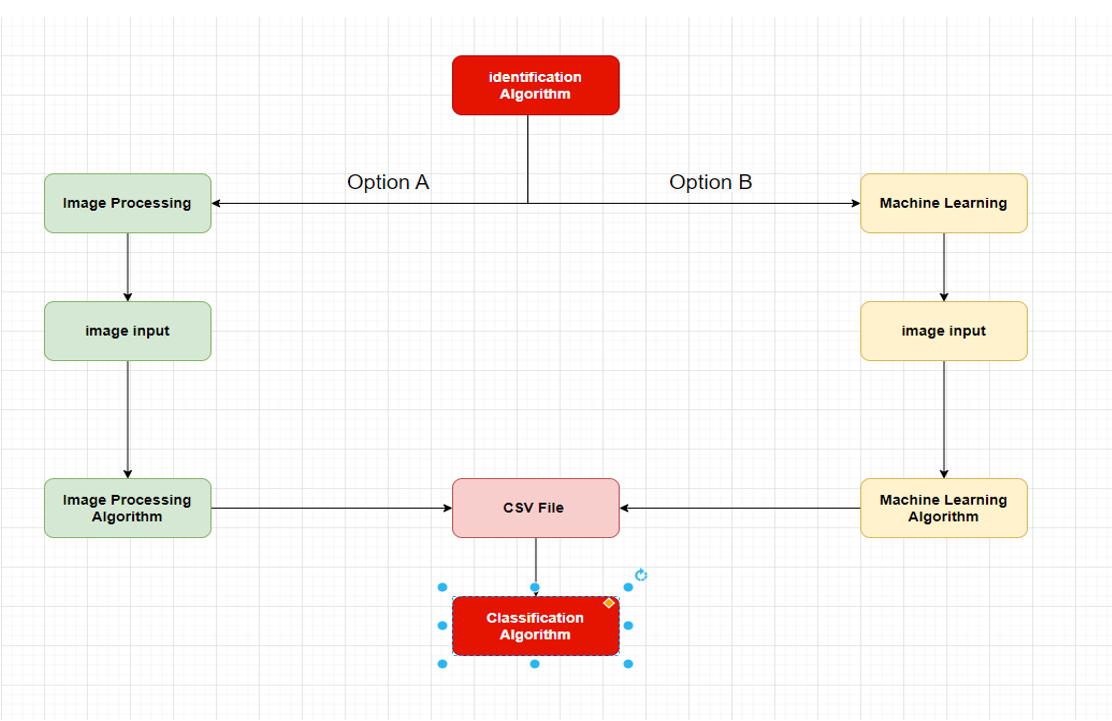 identification
Algorithm
Option A
Option B
Image Processing
Machine Learning
image input
image input
Image Processing
Algorithm
CSV File
Machine Learning
Algorithm
Classification
Algorithm